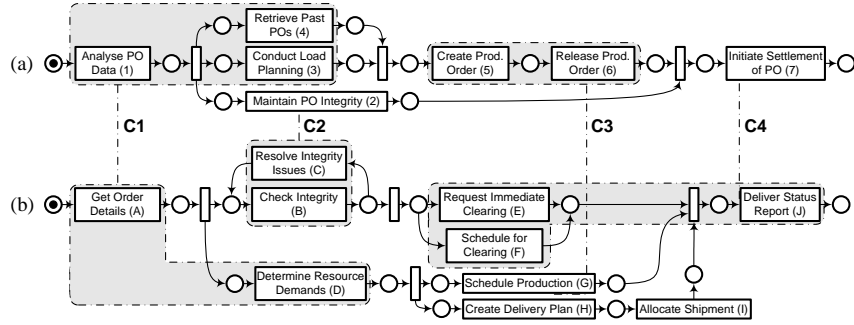 Retrieve Past
POs (4)
(a)
Analyse PO
Data (1)
Conduct Load
Planning (3)
Create Prod.
Order (5)
Release Prod.
Order (6)
Initiate Settlement
of PO (7)
Maintain PO Integrity (2)
C1
C2
C3
C4
Resolve Integrity
Issues (C)
(b)
Get Order
Details (A)
Check Integrity
(B)
Request Immediate
Clearing (E)
Deliver Status
Report (J)
Schedule for
Clearing (F)
Determine Resource
Demands (D)
Schedule Production (G)
Create Delivery Plan (H)
Allocate Shipment (I)